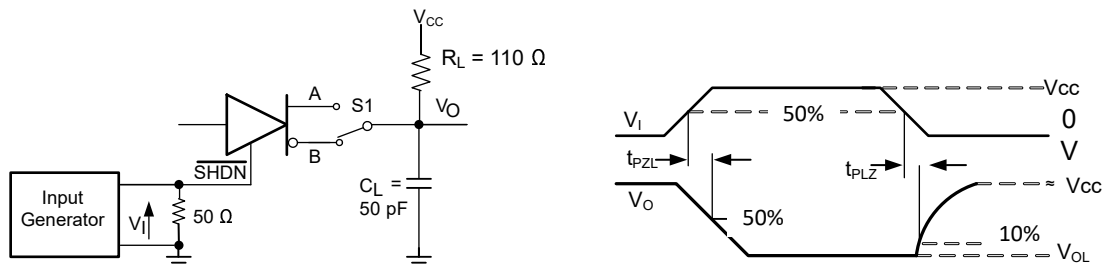 VCC
RL = 110 Ω
A
S1
VO
B
SHDN
CL =
50 pF
Input
Generator
VI
50 Ω
VCC
50%
VI
0
V
tPZL
tPLZ
≈ VCC
VO
50%
10%
VOL